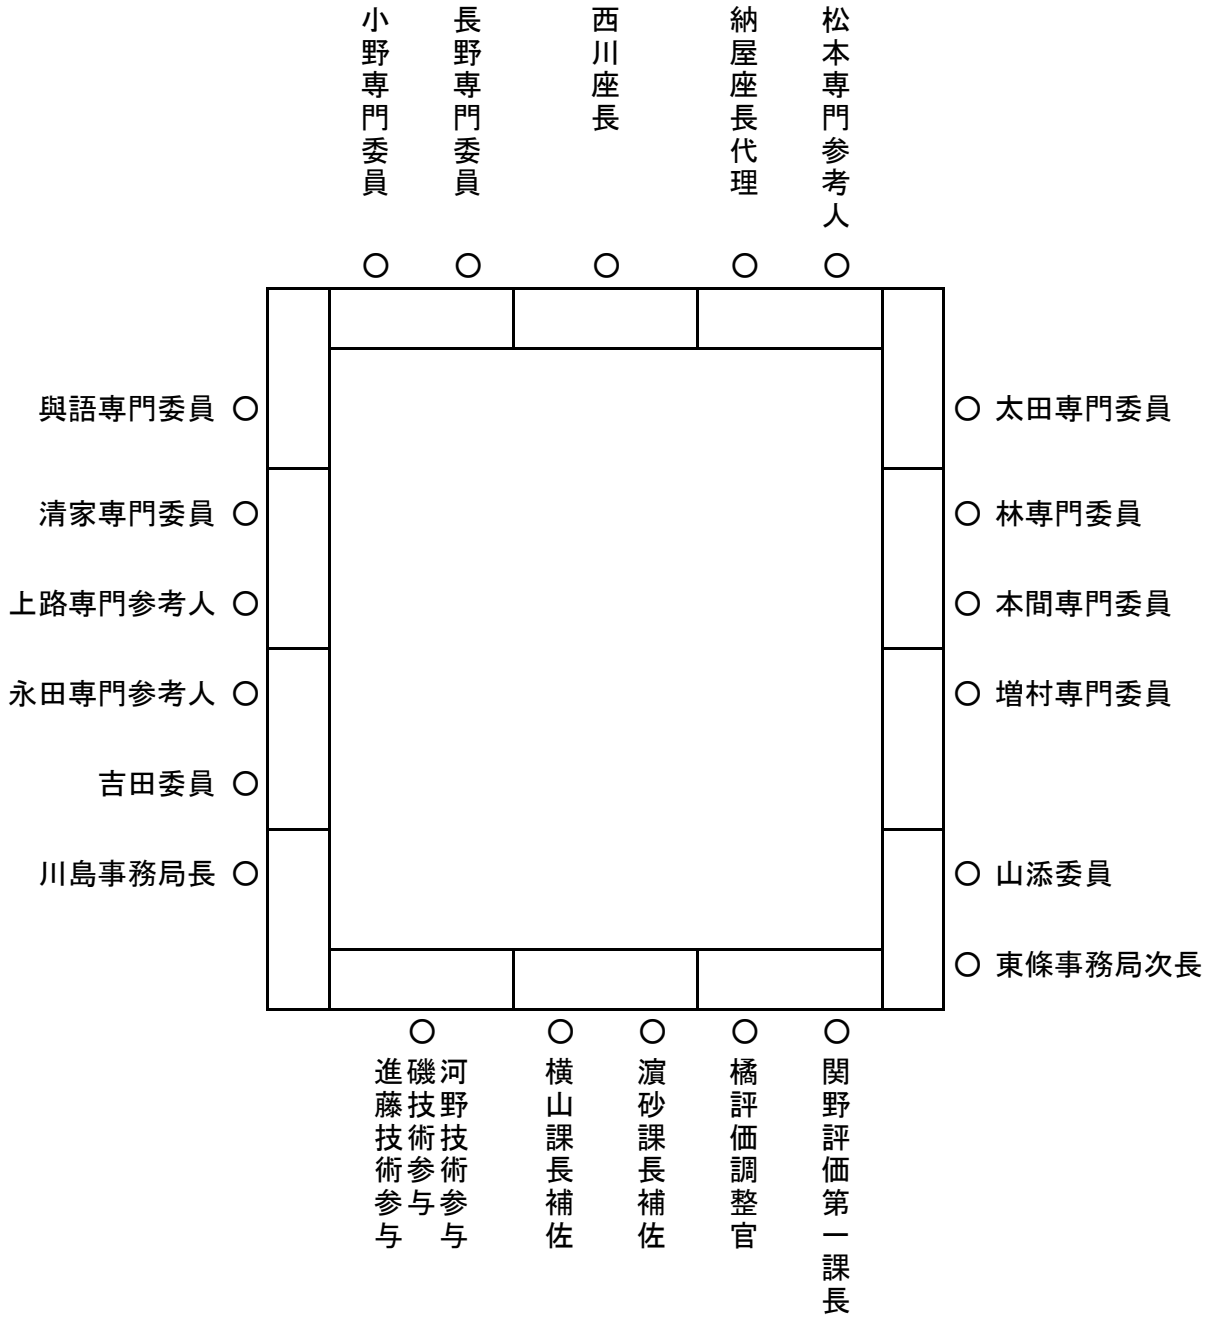 小野専門委員
長野専門委員
西川座長
納屋座長代理
松本専門参考人
與語専門委員
清家専門委員
上路専門参考人
永田専門参考人
吉田委員
川島事務局長
太田専門委員
林専門委員
本間専門委員
増村専門委員
山添委員
東條事務局次長
河野技術参与
磯技術参与
進藤技術参与
横山課長補佐
濵砂課長補佐
橘評価調整官
関野評価第一課長